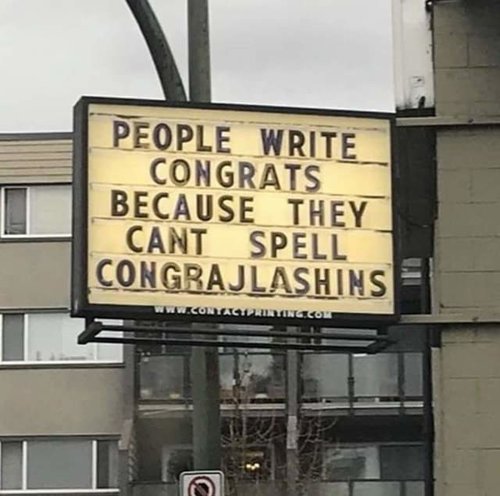 PEOPLE WRITE
CONGRATS
BECAUSE THEY
CANT SPELL
CONGRAJLASHINS
WWW.CONTACTPRINTING.COM